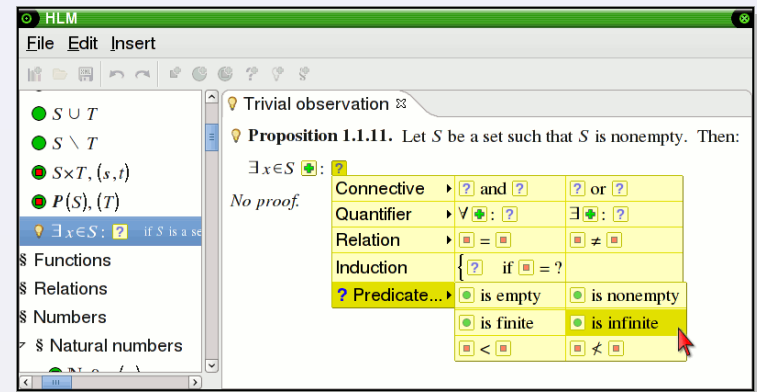 HLM
File Edit Insert
S ∪ T
S \ T
S×T, (s,t)
P(S), (T)
∃ x∈S : ? if S is a se
§ Functions
§ Relations
§ Numbers
§ Natural numbers
Trivial observation
Proposition 1.1.11. Let S be a set such that S is nonempty. Then:
∃ x∈S : ?
No proof.
Connective ? and ? ? or ?
Quantifier ∀ : ? ∃ : ?
Relation = ≠
Induction { ? if = ?
? Predicate... is empty is nonempty
is finite is infinite
< ≮